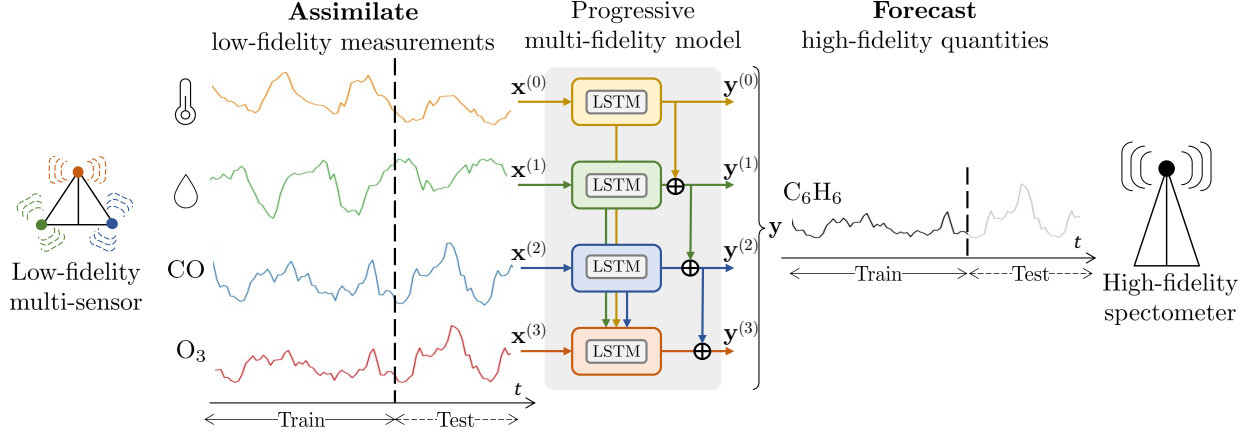 Assimilate
low-fidelity measurements
Progressive
multi-fidelity model
Forecast
high-fidelity quantities
x(0)
LSTM
y(0)
x(1)
LSTM
y(1)
x(2)
LSTM
y(2)
x(3)
LSTM
y(3)
CO
O3
t
Train
Test
y
C6H6
t
Train
Test
Low-fidelity
multi-sensor
High-fidelity
spectometer